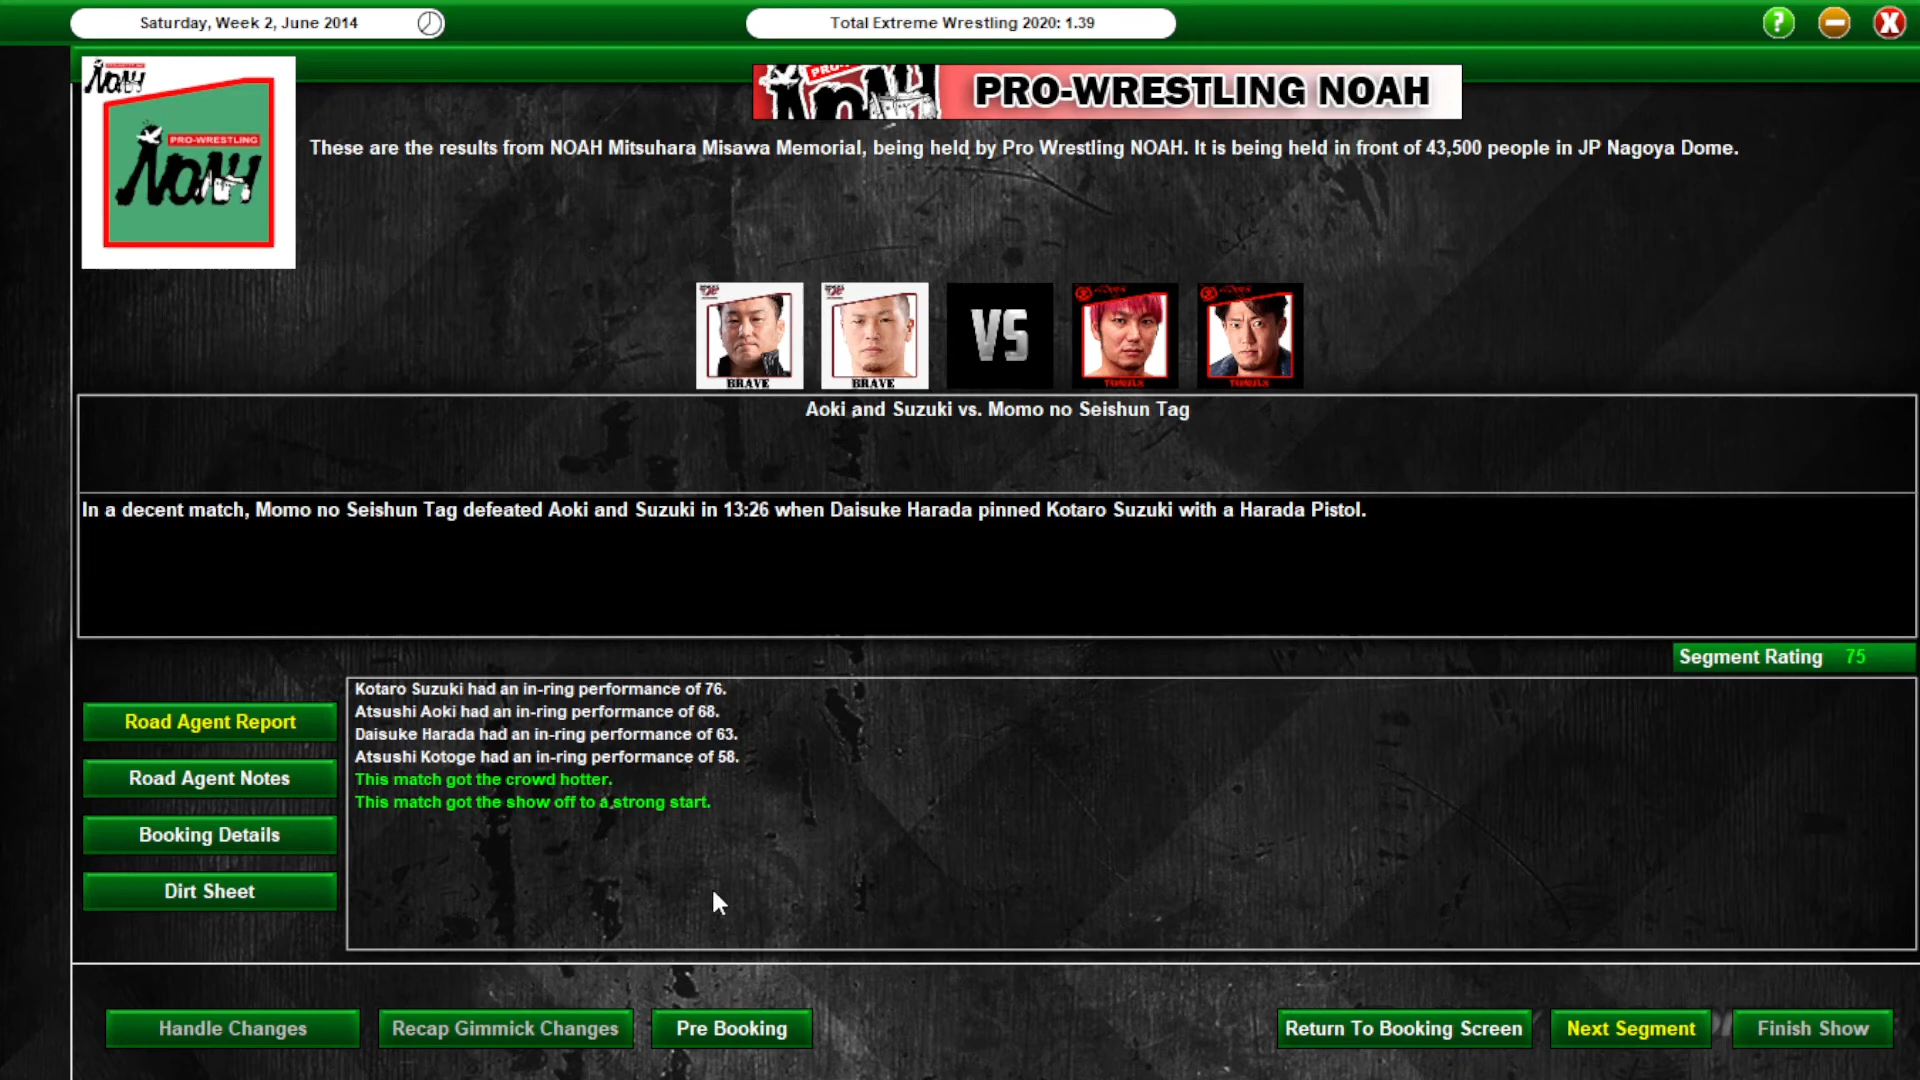 Saturday, Week 2, June 2014
Total Extreme Wrestling 2020: 1.39
?
X
NOAH
PRO-WRESTLING
NOAH
PRO-
NOAH
PRO-WRESTLING NOAH
These are the results from NOAH Mitsuhara Misawa Memorial, being held by Pro Wrestling NOAH. It is being held in front of 43,500 people in JP Nagoya Dome.
BRAVE
BRAVE
VS
Aoki and Suzuki vs. Momo no Seishun Tag
In a decent match, Momo no Seishun Tag defeated Aoki and Suzuki in 13:26 when Daisuke Harada pinned Kotaro Suzuki with a Harada Pistol.
Segment Rating 75
Road Agent Report
Road Agent Notes
Booking Details
Dirt Sheet
Kotaro Suzuki had an in-ring performance of 76.
Atsushi Aoki had an in-ring performance of 68.
Daisuke Harada had an in-ring performance of 63.
Atsushi Kotoge had an in-ring performance of 58.
This match got the crowd hotter.
This match got the show off to a strong start.
Handle Changes
Recap Gimmick Changes
Pre Booking
Return To Booking Screen
Next Segment
Finish Show